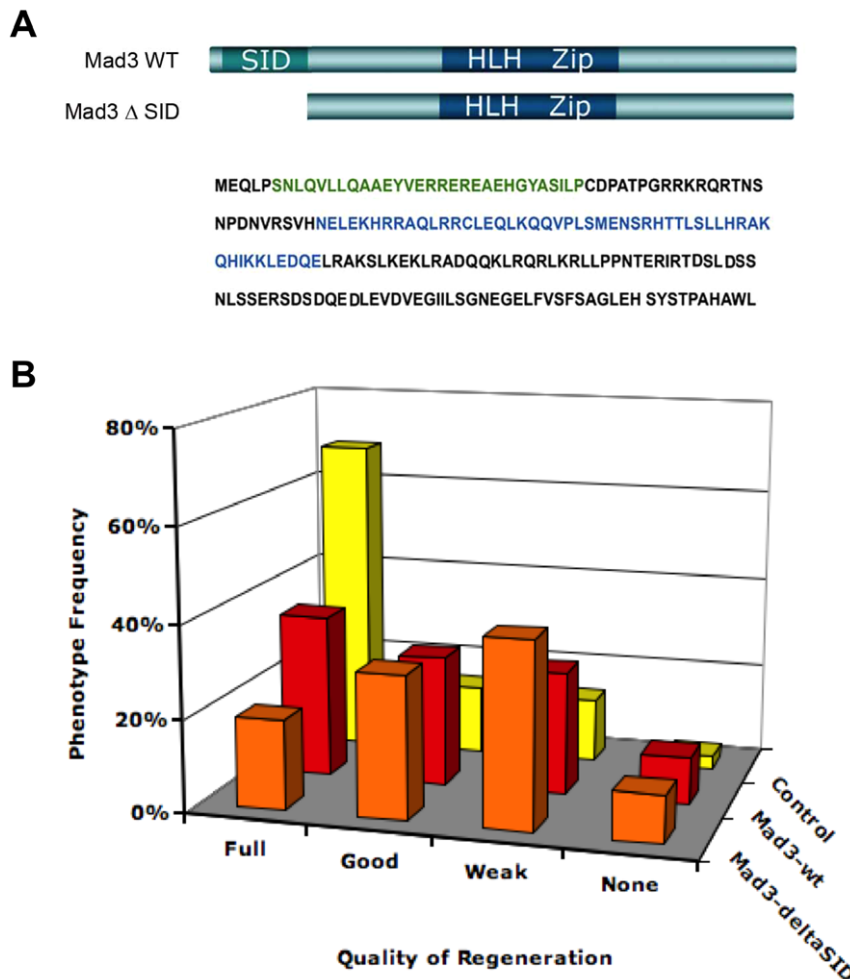 A
Mad3 WT
SID HLH Zip
Mad3 Δ SID
HLH Zip
MEQLPSNLQVLLQAAEYVERREREAEHGYASILPCDPATPGRRKRQRTNS
NPDNVRSVHNELEKHRRAQLRRCLEQLKQQVPLSMENSRHTTLSLLHRAK
QHIKKLEDQELRAKSLKEKLRADQQKLRQRLKRLLPPNTERIRTDSLDSS
NLSSERSDSDQEDLEVDVEGIILSGNEGELFVSFSAGLEH SYSTPAHAWL
B
80%
60%
40%
20%
0%
Phenotype Frequency
Full
Good
Weak
None
Control
Mad3-wt
Mad3-deltaSID
Quality of Regeneration